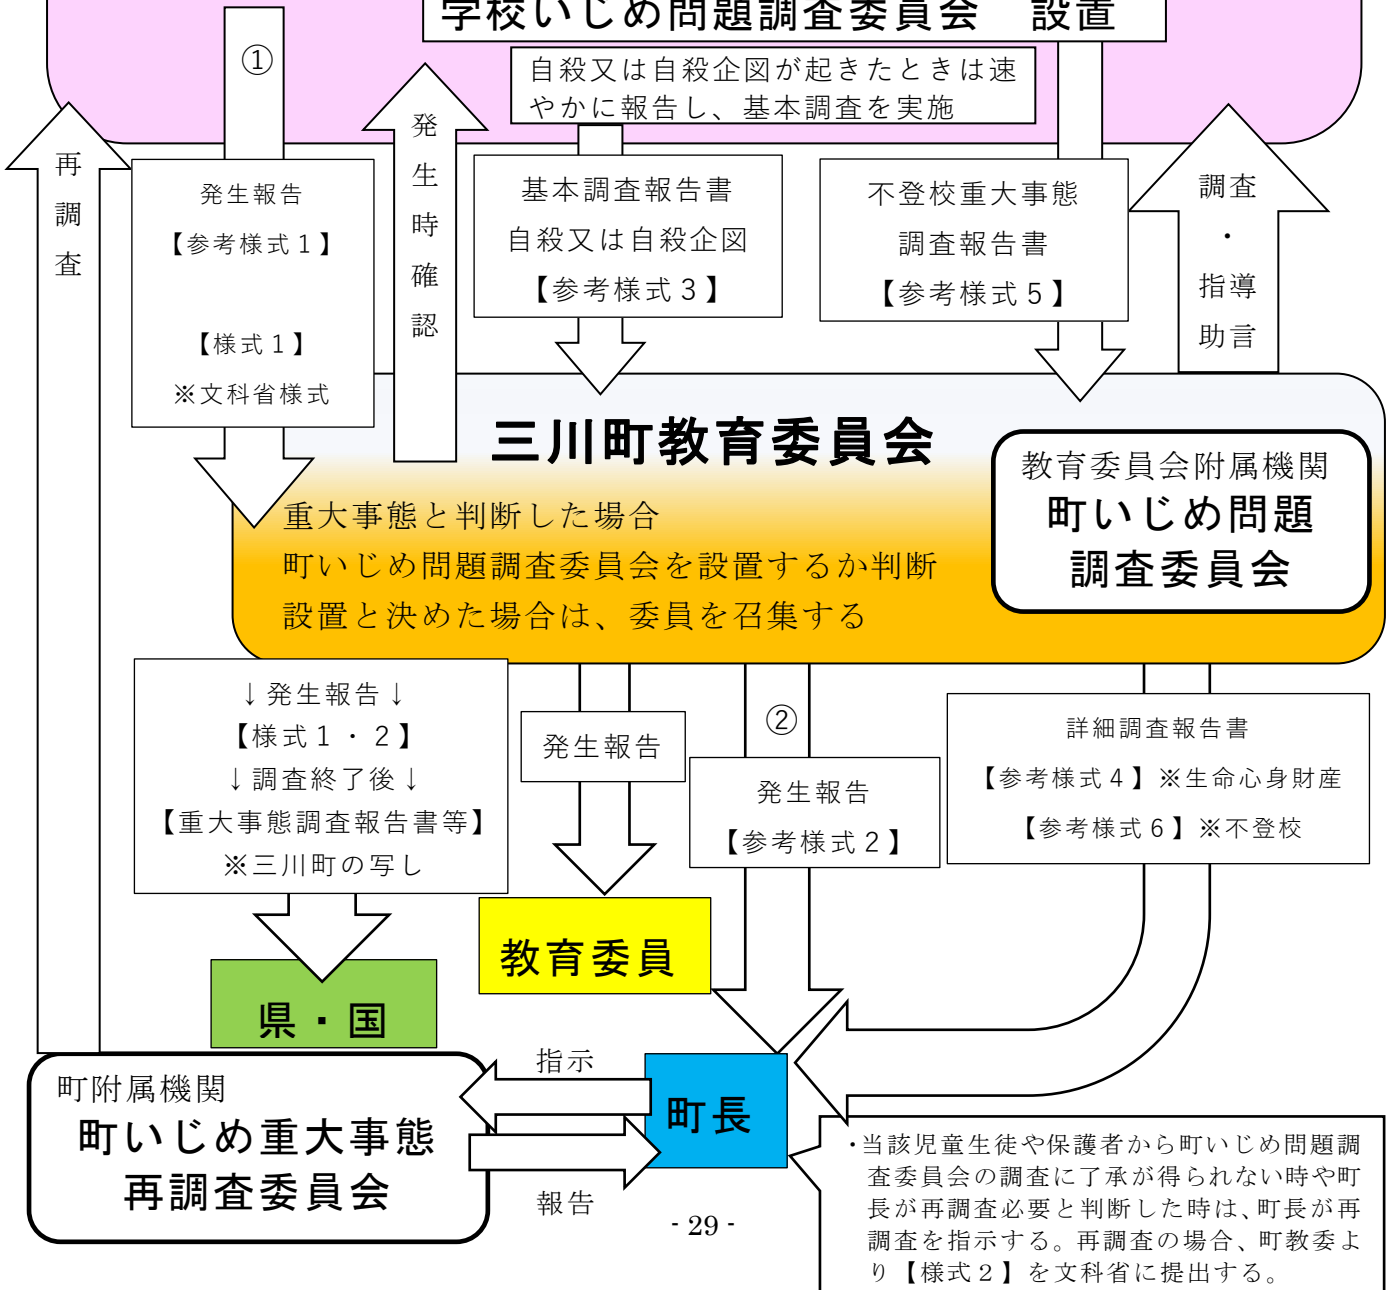 学校いじめ問題調査委員会　設置
①
自殺又は自殺企図が起きたときは速
やかに報告し、基本調査を実施
再調査
発生報告
【参考様式１】
【様式１】
※文科省様式
発生時確認
基本調査報告書
自殺又は自殺企図
【参考様式３】
不登校重大事態
調査報告書
【参考様式５】
調査
・
指導
助言
三川町教育委員会
重大事態と判断した場合
町いじめ問題調査委員会を設置するか判断
設置と決めた場合は、委員を召集する
教育委員会附属機関
町いじめ問題
調査委員会
↓発生報告↓
【様式１・２】
↓調査終了後↓
【重大事態調査報告書等】
※三川町の写し
発生報告
②
発生報告
【参考様式２】
詳細調査報告書
【参考様式４】※生命心身財産
【参考様式６】※不登校
県・国
教育委員
町長
指示
報告
町附属機関
町いじめ重大事態
再調査委員会
・当該児童生徒や保護者から町いじめ問題調
査委員会の調査に了承が得られない時や町
長が再調査必要と判断した時は、町長が再
調査を指示する。再調査の場合、町教委よ
り【様式２】を文科省に提出する。
- 29 -